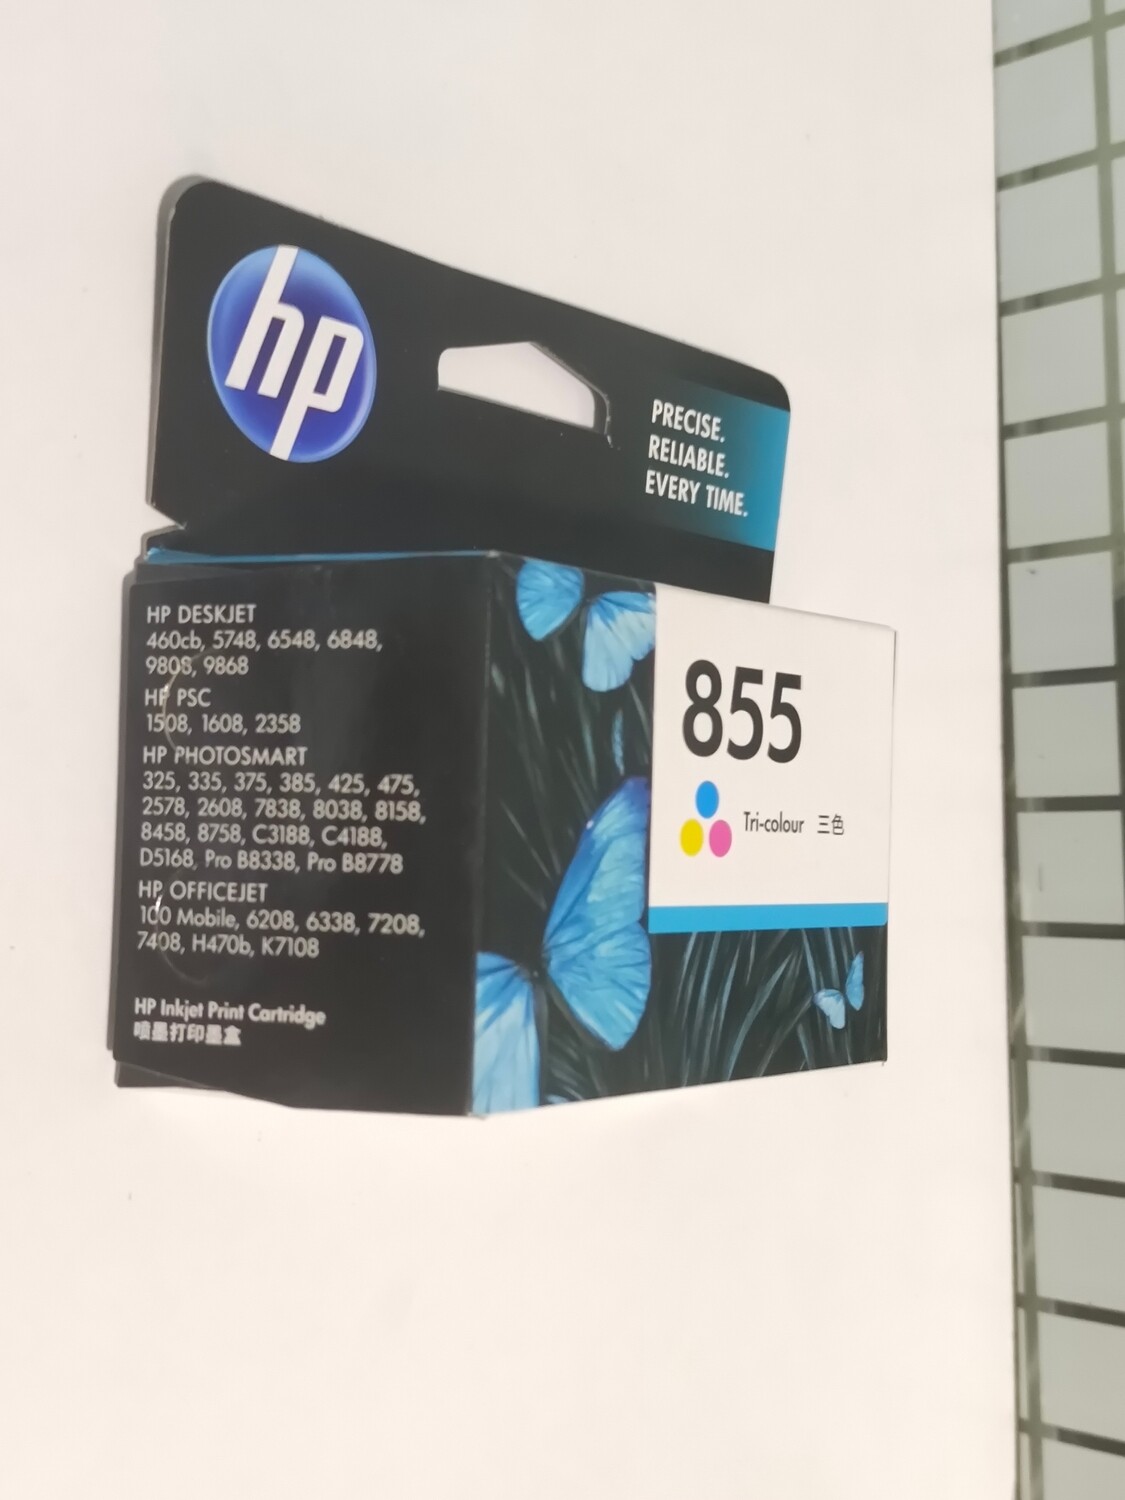 hp
PRECISE.
RELIABLE.
EVERY TIME.
HP DESKJET
460cb, 5748, 6548, 6848,
9808, 9868
HP PSC
1508, 1608, 2358
HP PHOTOSMART
325, 335, 375, 385, 425, 475,
2578, 2608, 7838, 8038, 8158,
8458, 8758, C3188, C4188,
D5168, Pro B8338, Pro B8778
HP OFFICEJET
100 Mobile, 6208, 6338, 7208,
7408, H470b, K7108
HP Inkjet Print Cartridge
喷墨打印墨盒
855
Tri-colour 三色